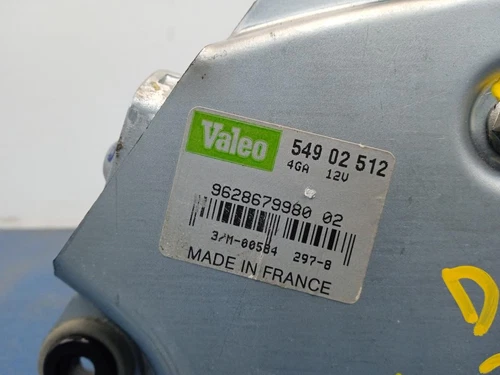 Valeo 549 02 512
4GA 12V
9628679980 02
3/M-00584 297-8
MADE IN FRANCE
D